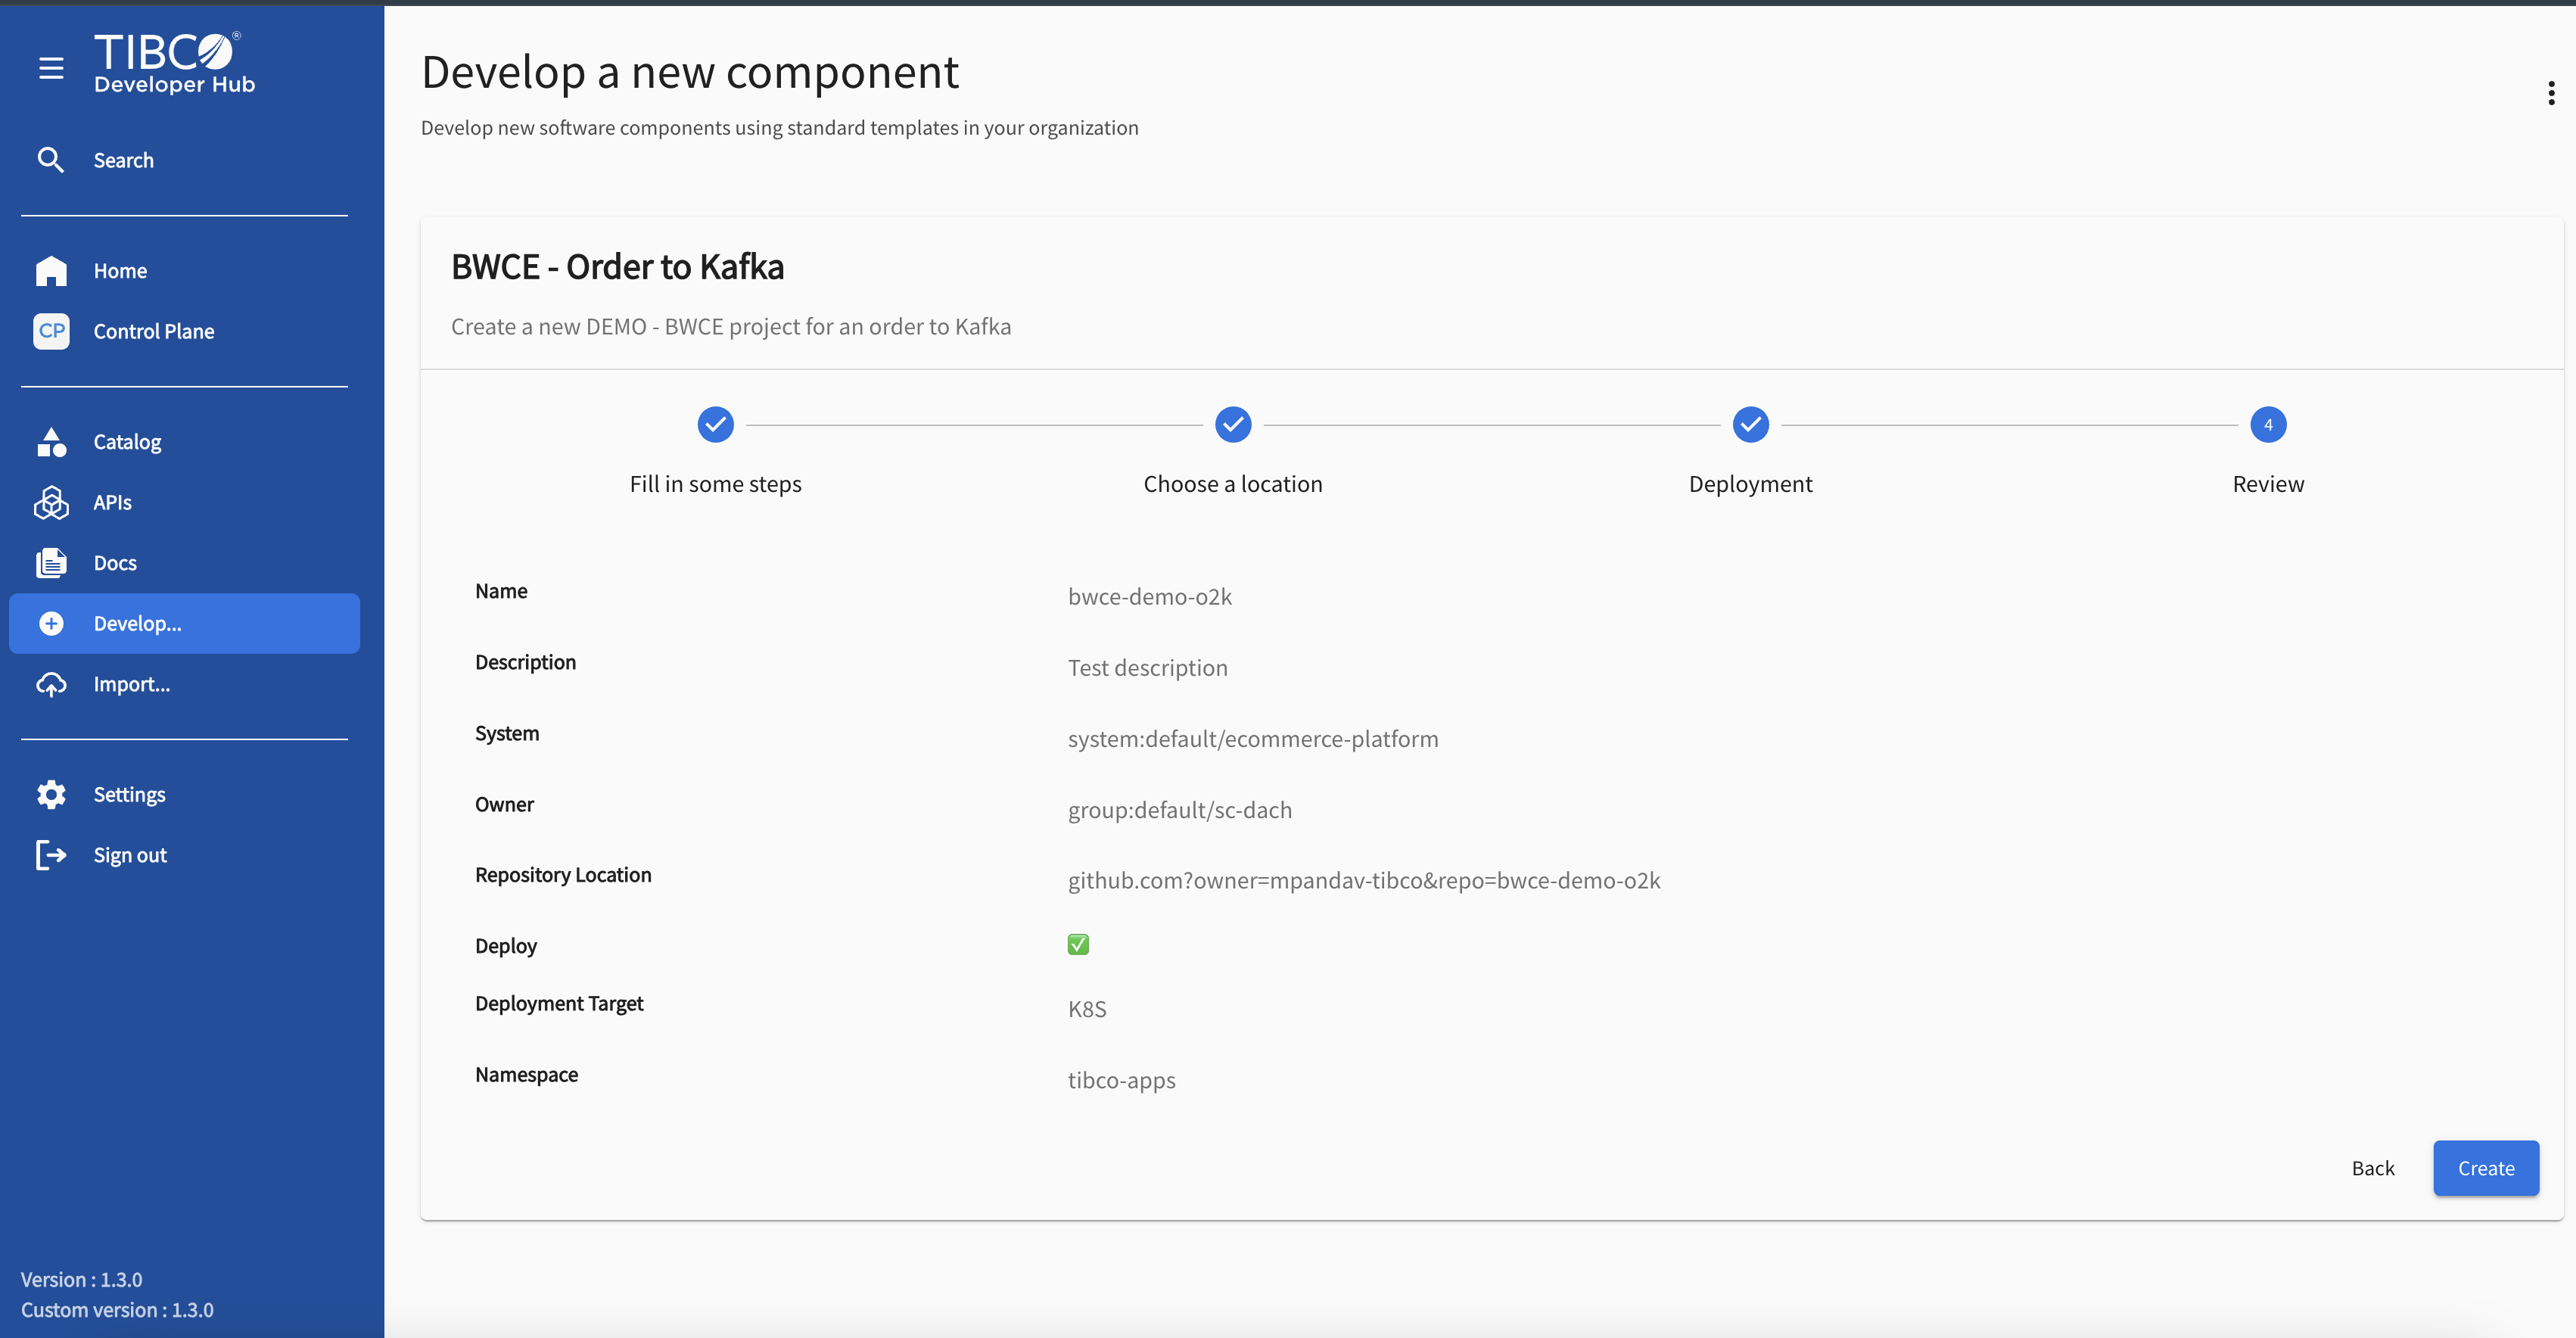 TIBCO®
Developer Hub
Search
Home
CP
Control Plane
Catalog
APIs
Docs
Develop...
Import...
Settings
Sign out
Version : 1.3.0
Custom version : 1.3.0
Develop a new component
Develop new software components using standard templates in your organization
BWCE - Order to Kafka
Create a new DEMO - BWCE project for an order to Kafka
4
Fill in some steps
Choose a location
Deployment
Review
Name
bwce-demo-o2k
Description
Test description
System
system:default/ecommerce-platform
Owner
group:default/sc-dach
Repository Location
github.com?owner=mpandav-tibco&repo=bwce-demo-o2k
Deploy
✅
Deployment Target
K8S
Namespace
tibco-apps
Back
Create